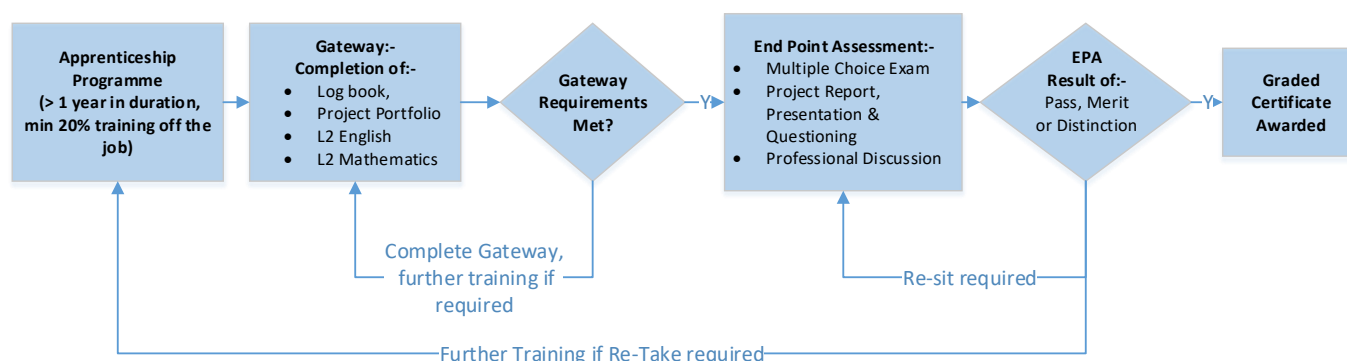 Apprenticeship
Programme
(> 1 year in duration,
min 20% training off the
job)
Gateway:-
Completion of:-
• Log book,
• Project Portfolio
• L2 English
• L2 Mathematics
Gateway
Requirements
Met?
Y
End Point Assessment:-
• Multiple Choice Exam
• Project Report,
Presentation &
Questioning
• Professional Discussion
EPA
Result of:-
Pass, Merit
or Distinction
Y
Graded
Certificate
Awarded
Complete Gateway,
further training if
required
Re-sit required
Further Training if Re-Take required